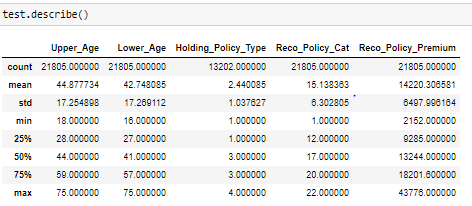 test.describe()
Upper_Age Lower_Age Holding_Policy_Type Reco_Policy_Cat Reco_Policy_Premium
count 21805.000000 21805.000000 13202.000000 21805.000000 21805.000000
mean 44.877734 42.748085 2.440085 15.138363 14220.306581
std 17.254898 17.269112 1.037627 6.302805 6497.996164
min 18.000000 16.000000 1.000000 1.000000 2152.000000
25% 28.000000 27.000000 1.000000 12.000000 9285.000000
50% 44.000000 41.000000 3.000000 17.000000 13244.000000
75% 59.000000 57.000000 3.000000 20.000000 18201.600000
max 75.000000 75.000000 4.000000 22.000000 43776.000000